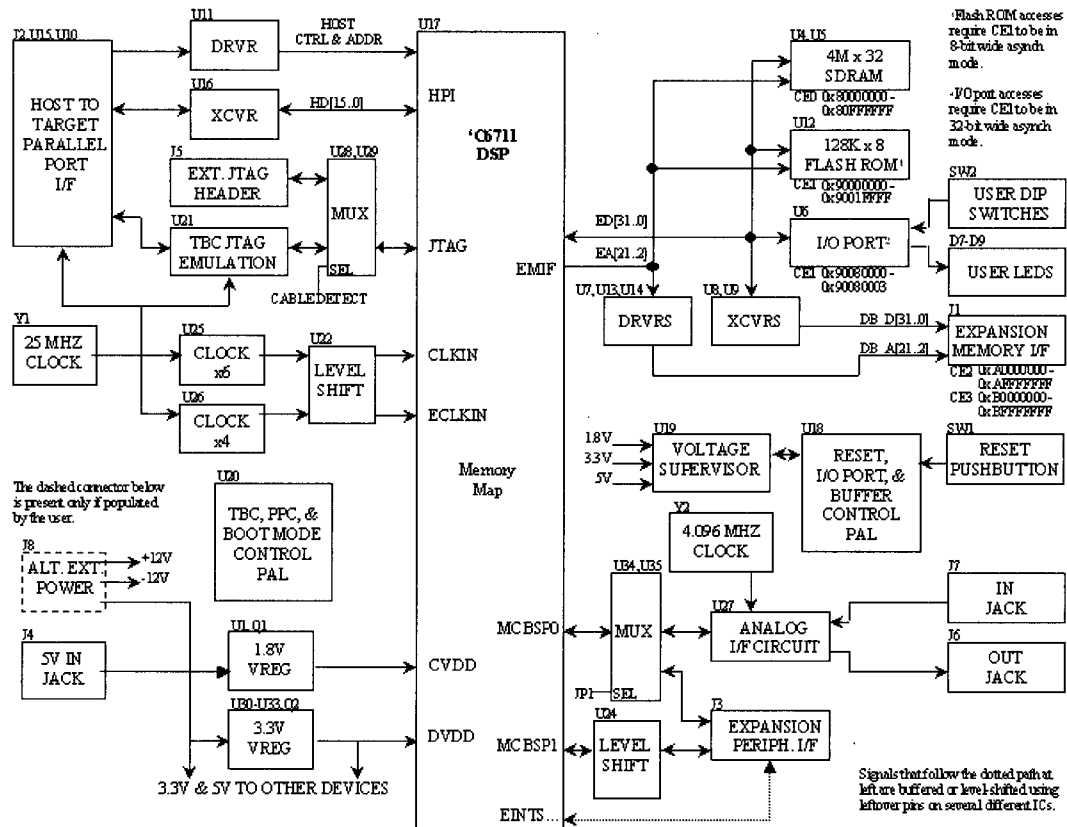 J2, U15, U10
HOST TO
TARGET
PARALLEL
PORT
I/F
U11
DRVR
HOST
CTRL & ADDR
U16
XCVR
HD[15..0]
J5
EXT. JTAG
HEADER
U28, U29
MUX
SEL
U21
TBC JTAG
EMULATION
CABLE DETECT
Y1
25 MHZ
CLOCK
U25
CLOCK
x6
U26
CLOCK
x4
U22
LEVEL
SHIFT
The dashed connector below
is present only if populated
by the user.
U20
TBC, PPC, &
BOOT MODE
CONTROL
PAL
J8
ALT. EXT
POWER
+12V
-12V
J4
5V IN
JACK
U1, Q1
1.8V
VREG
U30-U33, Q2
3.3V
VREG
3.3V & 5V TO OTHER DEVICES
U17
HPI
'C6711
DSP
JTAG
EMIF
CLKIN
ECLKIN
Memory
Map
MCBSP0
CVDD
DVDD
MCBSP1
EINTS...
U4, U5
4M x 32
SDRAM
CE0 0x80000000-
0x80FFFFFF
U12
128K x 8
FLASH ROM¹
CE1 0x90000000-
0x9001FFFF
U6
I/O PORT²
CE1 0x90080000-
0x90080003
ED[31..0]
EA[21..2]
U7, U13, U14
DRVRS
U8, U9
XCVRS
DB_D[31..0]
DB_A[21..2]
¹Flash ROM accesses
require CE1 to be in
8-bit wide asynch
mode.
²I/O port accesses
require CE1 to be in
32-bit wide asynch
mode.
SW2
USER DIP
SWITCHES
D7-D9
USER LEDS
J1
EXPANSION
MEMORY I/F
CE2 0xA0000000-
0xAFFFFFFF
CE3 0xB0000000-
0xBFFFFFFF
1.8V
3.3V
5V
U19
VOLTAGE
SUPERVISOR
U18
RESET,
I/O PORT, &
BUFFER
CONTROL
PAL
SW1
RESET
PUSHBUTTON
Y2
4.096 MHZ
CLOCK
U34, U35
MUX
SEL
JP1
U27
ANALOG
I/F CIRCUIT
J7
IN
JACK
J6
OUT
JACK
U24
LEVEL
SHIFT
J3
EXPANSION
PERIPH. I/F
Signals that follow the dotted path at
left are buffered or level-shifted using
leftover pins on several different ICs.